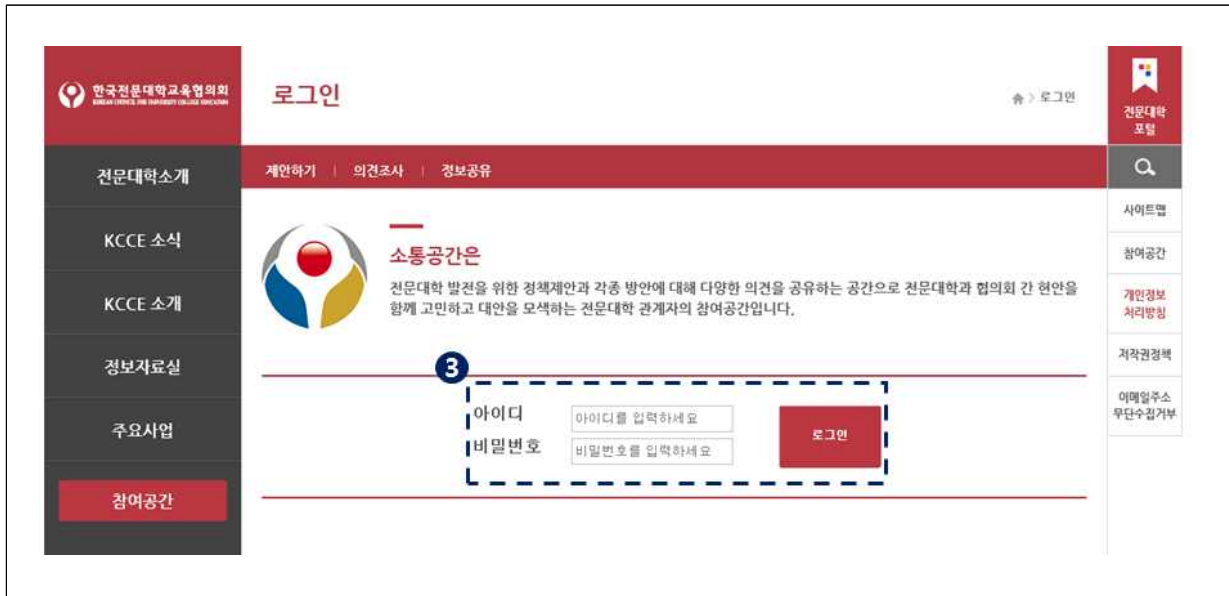 한국전문대학교육협의회
KOREAN COUNCIL FOR UNIVERSITY COLLEGE EDUCATION
로그인
> 로그인
전문대학
포털
전문대학소개
KCCE 소식
KCCE 소개
정보자료실
주요사업
참여공간
제안하기 | 의견조사 | 정보공유
소통공간은
전문대학 발전을 위한 정책제안과 각종 방안에 대해 다양한 의견을 공유하는 공간으로 전문대학과 협의회 간 현안을
함께 고민하고 대안을 모색하는 전문대학 관계자의 참여공간입니다.
3
아이디
아이디를 입력하세요
비밀번호
비밀번호를 입력하세요
로그인
사이트맵
참여공간
개인정보
처리방침
저작권정책
이메일주소
무단수집거부